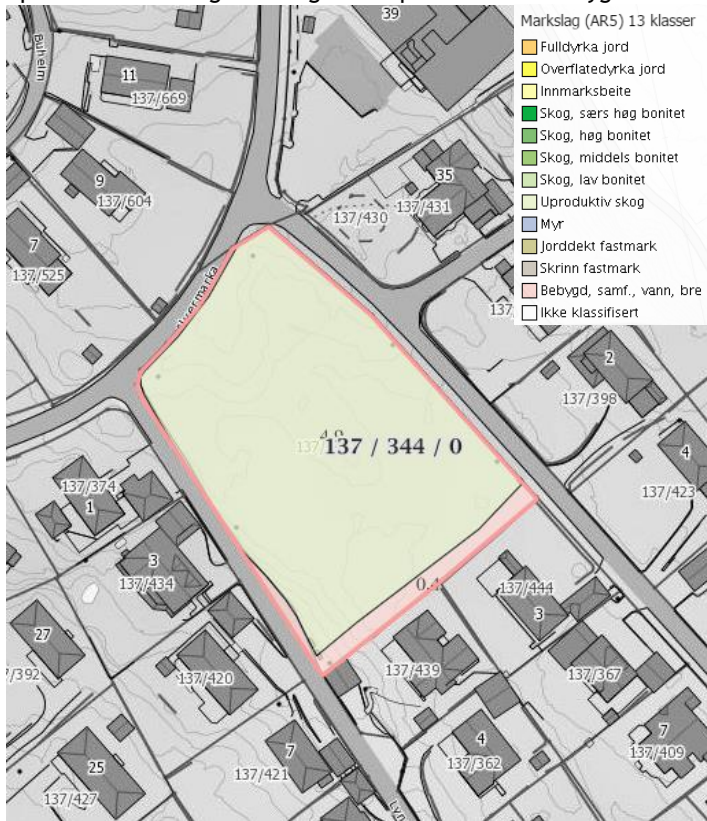 39
Markslag (AR5) 13 klasser
Fulldyrka jord
Overflatedyrka jord
Innmarksbeite
Skog, særs høg bonitet
Skog, høg bonitet
Skog, middels bonitet
Skog, lav bonitet
Uproduktiv skog
Myr
Jorddekt fastmark
Skrinn fastmark
Bebygd, samf., vann, bre
Ikke klassifisert
Buheim
11
137/669
9
137/604
35
137/430
137/431
7
137/525
2
137/398
137 / 344 / 0
4
137/423
137/374
1
3
137/434
0.4
137/444
3
27
137/420
137/439
137/367
7
137/409
25
137/427
7
137/421
4
137/362